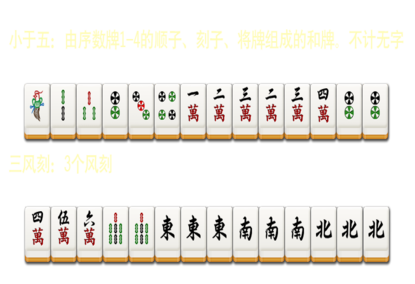 小于五：由序数牌1-4的顺子、刻子、将牌组成的和牌。不计无字
一 二 三 二 三 四
萬 萬 萬 萬 萬 萬
三风刻：3个风刻
四 伍 六 東 東 東 南 南 南 北 北 北
萬 萬 萬